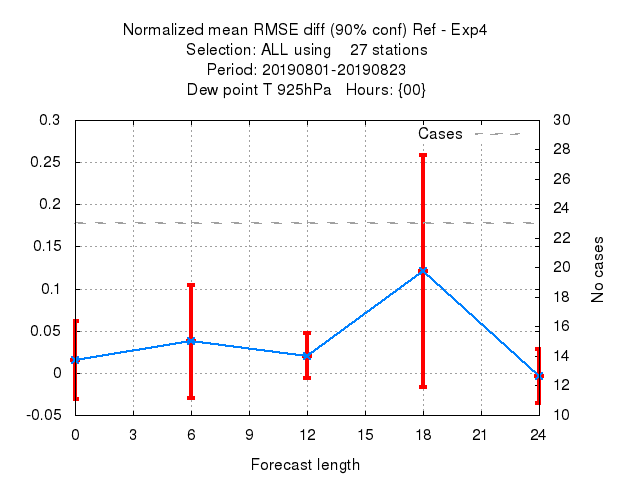 Normalized mean RMSE diff (90% conf) Ref - Exp4
Selection: ALL using    27 stations
Period: 20190801-20190823
Dew point T 925hPa   Hours: {00}
Cases
0.3
0.25
0.2
0.15
0.1
0.05
0
-0.05
30
28
26
24
22
20
18
16
14
12
10
No cases
0 3 6 9 12 15 18 21 24
Forecast length